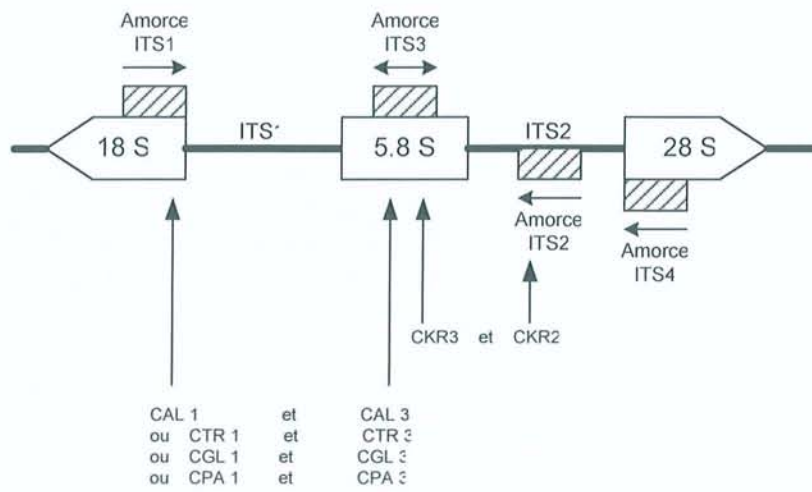 Amorce
ITS1
Amorce
ITS3
18 S
ITS1
5.8 S
ITS2
28 S
Amorce
ITS2
Amorce
ITS4
CKR3 et CKR2
CAL 1 et CAL 3
ou CTR 1 et CTR 3
ou CGL 1 et CGL 3
ou CPA 1 et CPA 3